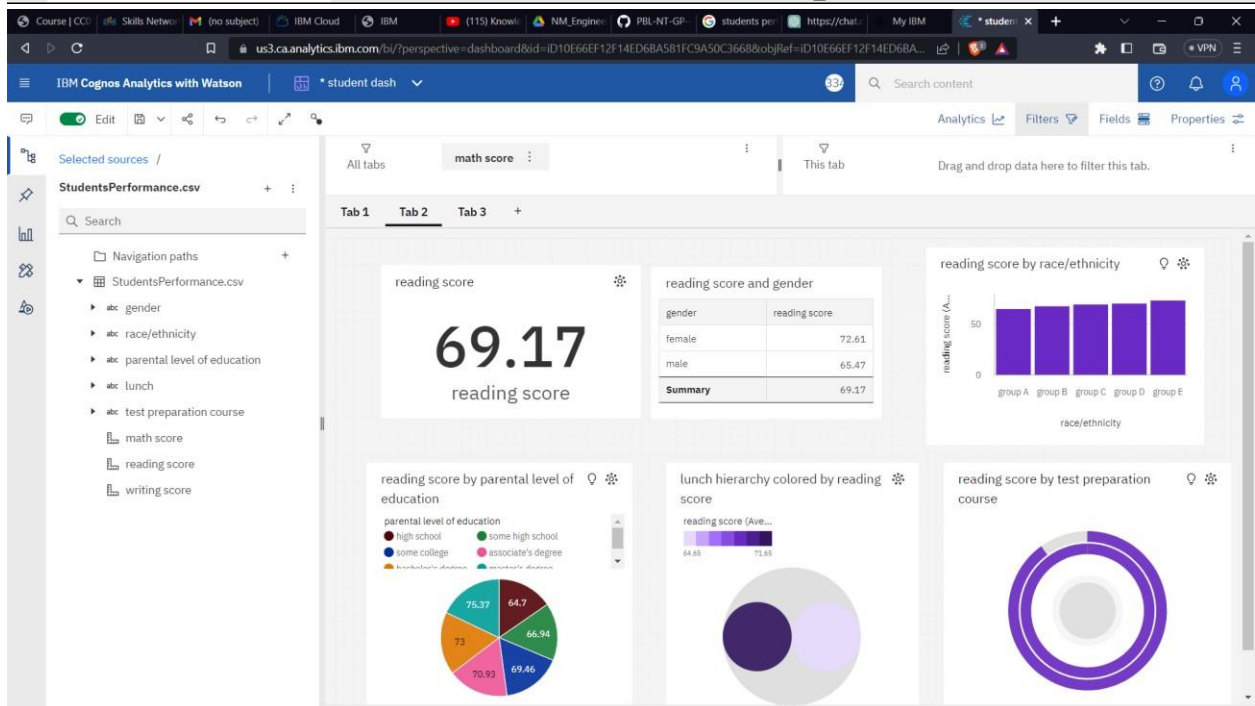 Course | CC0
Skills Networ
(no subject)
IBM Cloud
IBM
(115) Knowl
NM_Enginee
PBL-NT-GP-
students per
https://chat.
My IBM
* student
us3.ca.analytics.ibm.com/bi/?perspective=dashboard&id=iD10E66EF12F14ED6BA581FC9A50C3668&objRef=iD10E66EF12F14ED6BA...
VPN
IBM Cognos Analytics with Watson
* student dash
334
Search content
Edit
Analytics
Filters
Fields
Properties
Selected sources /
StudentsPerformance.csv
Search
Navigation paths
StudentsPerformance.csv
abc gender
abc race/ethnicity
abc parental level of education
abc lunch
abc test preparation course
math score
reading score
writing score
All tabs
math score
This tab
Drag and drop data here to filter this tab.
Tab 1 Tab 2 Tab 3
reading score
69.17
reading score
reading score and gender
gender reading score
female 72.61
male 65.47
Summary 69.17
reading score by race/ethnicity
reading score (A...
50
0
group A group B group C group D group E
race/ethnicity
reading score by parental level of
education
parental level of education
high school some high school
some college associate's degree
bachelor's degree master's degree
75.37 64.7
73 66.94
70.93 69.46
lunch hierarchy colored by reading
score
reading score (Ave...
64.65 71.65
reading score by test preparation
course